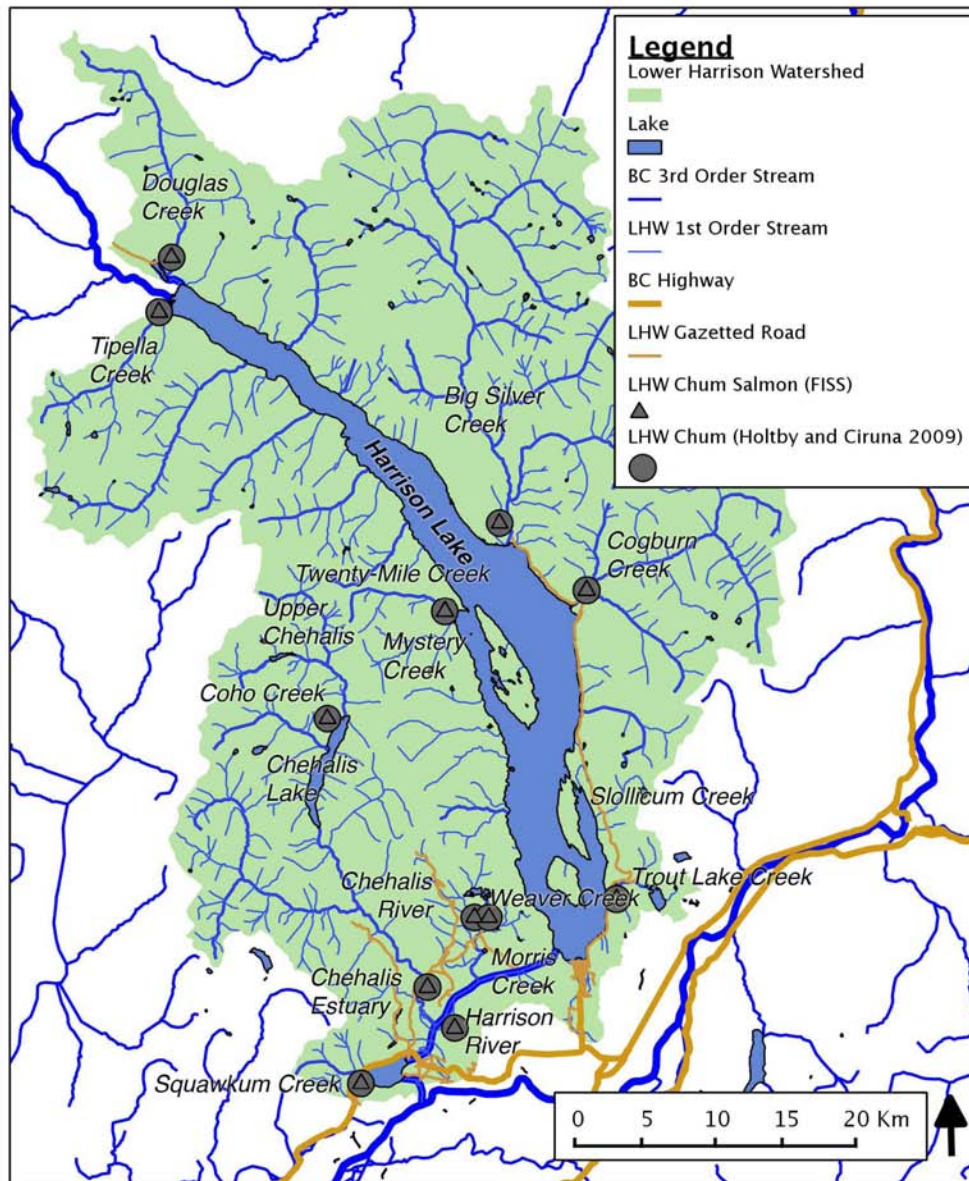 Legend
Lower Harrison Watershed
Lake
BC 3rd Order Stream
LHW 1st Order Stream
BC Highway
LHW Gazetted Road
LHW Chum Salmon (FISS)
LHW Chum (Holtby and Ciruna 2009)
Douglas
Creek
Tipella
Creek
Big Silver
Creek
Harrison Lake
Cogburn
Creek
Twenty-Mile Creek
Upper
Chehalis
Mystery
Creek
Coho Creek
Chehalis
Lake
Slollicum Creek
Chehalis
River
Trout Lake Creek
Weaver Creek
Morris
Creek
Chehalis
Estuary
Harrison
River
Squawkum Creek
0 5 10 15 20 Km